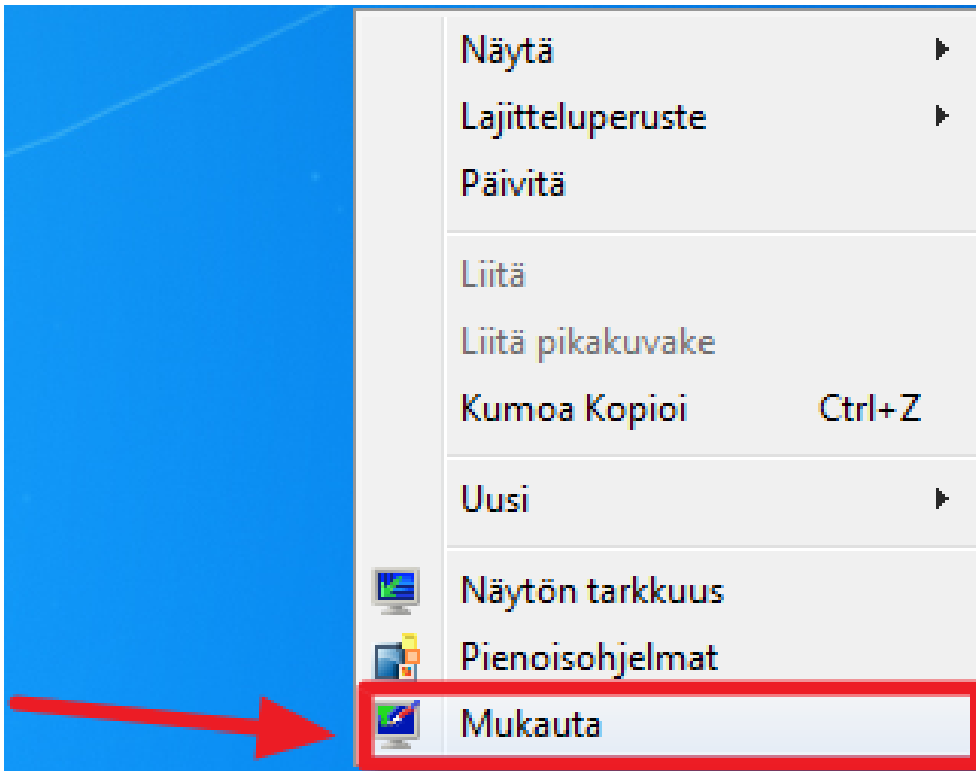 Näytä
Lajitteluperuste
Päivitä
Liitä
Liitä pikakuvake
Kumoa Kopioi Ctrl+Z
Uusi
Näytön tarkkuus
Pienoisohjelmat
Mukauta